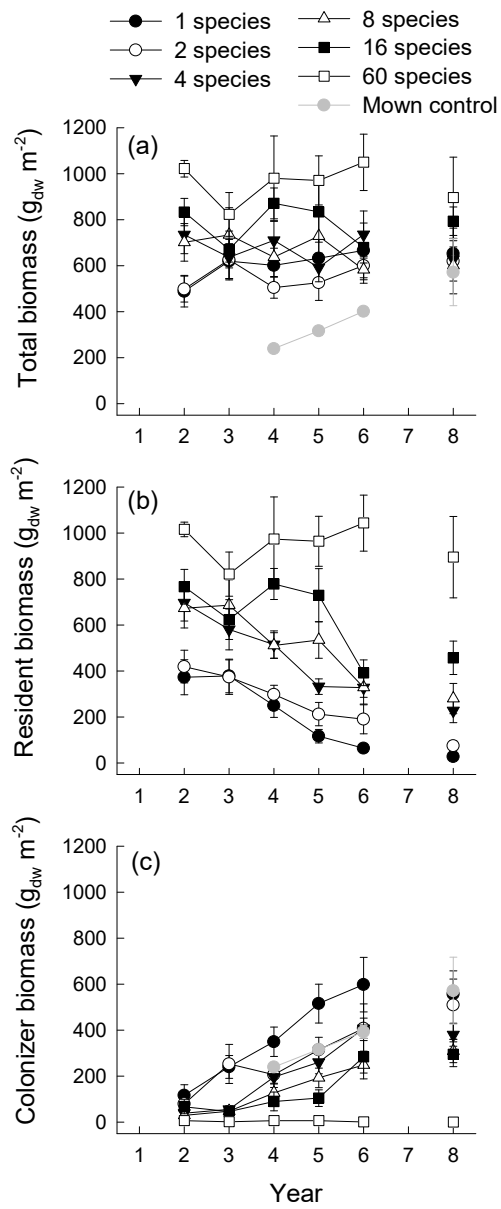 1 species
2 species
4 species
8 species
16 species
60 species
Mown control
(a)
Total biomass (g_dw m^-2)
1200
1000
800
600
400
200
0
1 2 3 4 5 6 7 8
(b)
Resident biomass (g_dw m^-2)
1200
1000
800
600
400
200
0
1 2 3 4 5 6 7 8
(c)
Colonizer biomass (g_dw m^-2)
1200
1000
800
600
400
200
0
1 2 3 4 5 6 7 8
Year